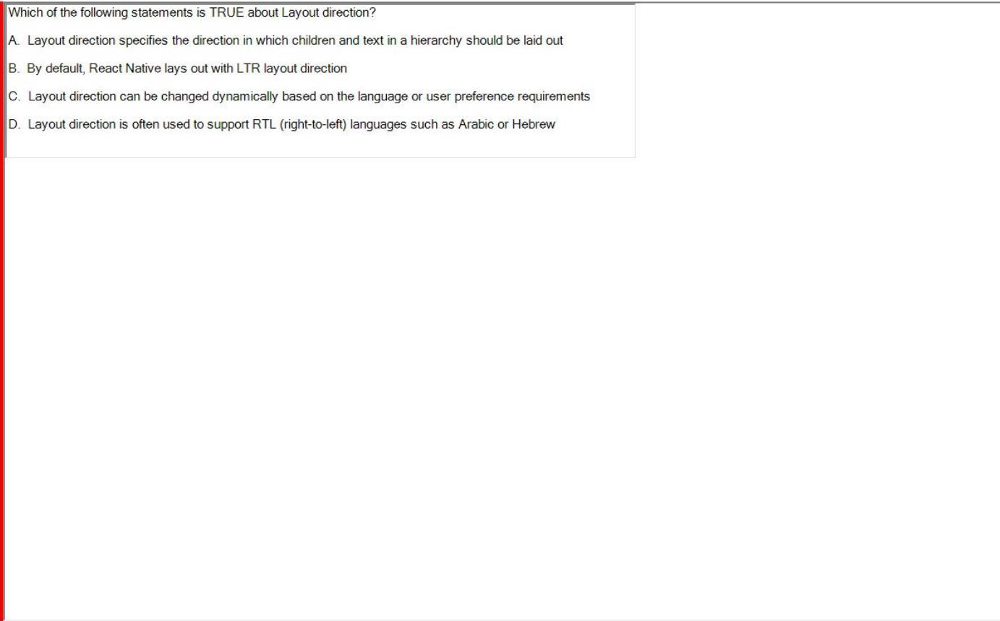 Which of the following statements is TRUE about Layout direction?
A. Layout direction specifies the direction in which children and text in a hierarchy should be laid out
B. By default, React Native lays out with LTR layout direction
C. Layout direction can be changed dynamically based on the language or user preference requirements
D. Layout direction is often used to support RTL (right-to-left) languages such as Arabic or Hebrew